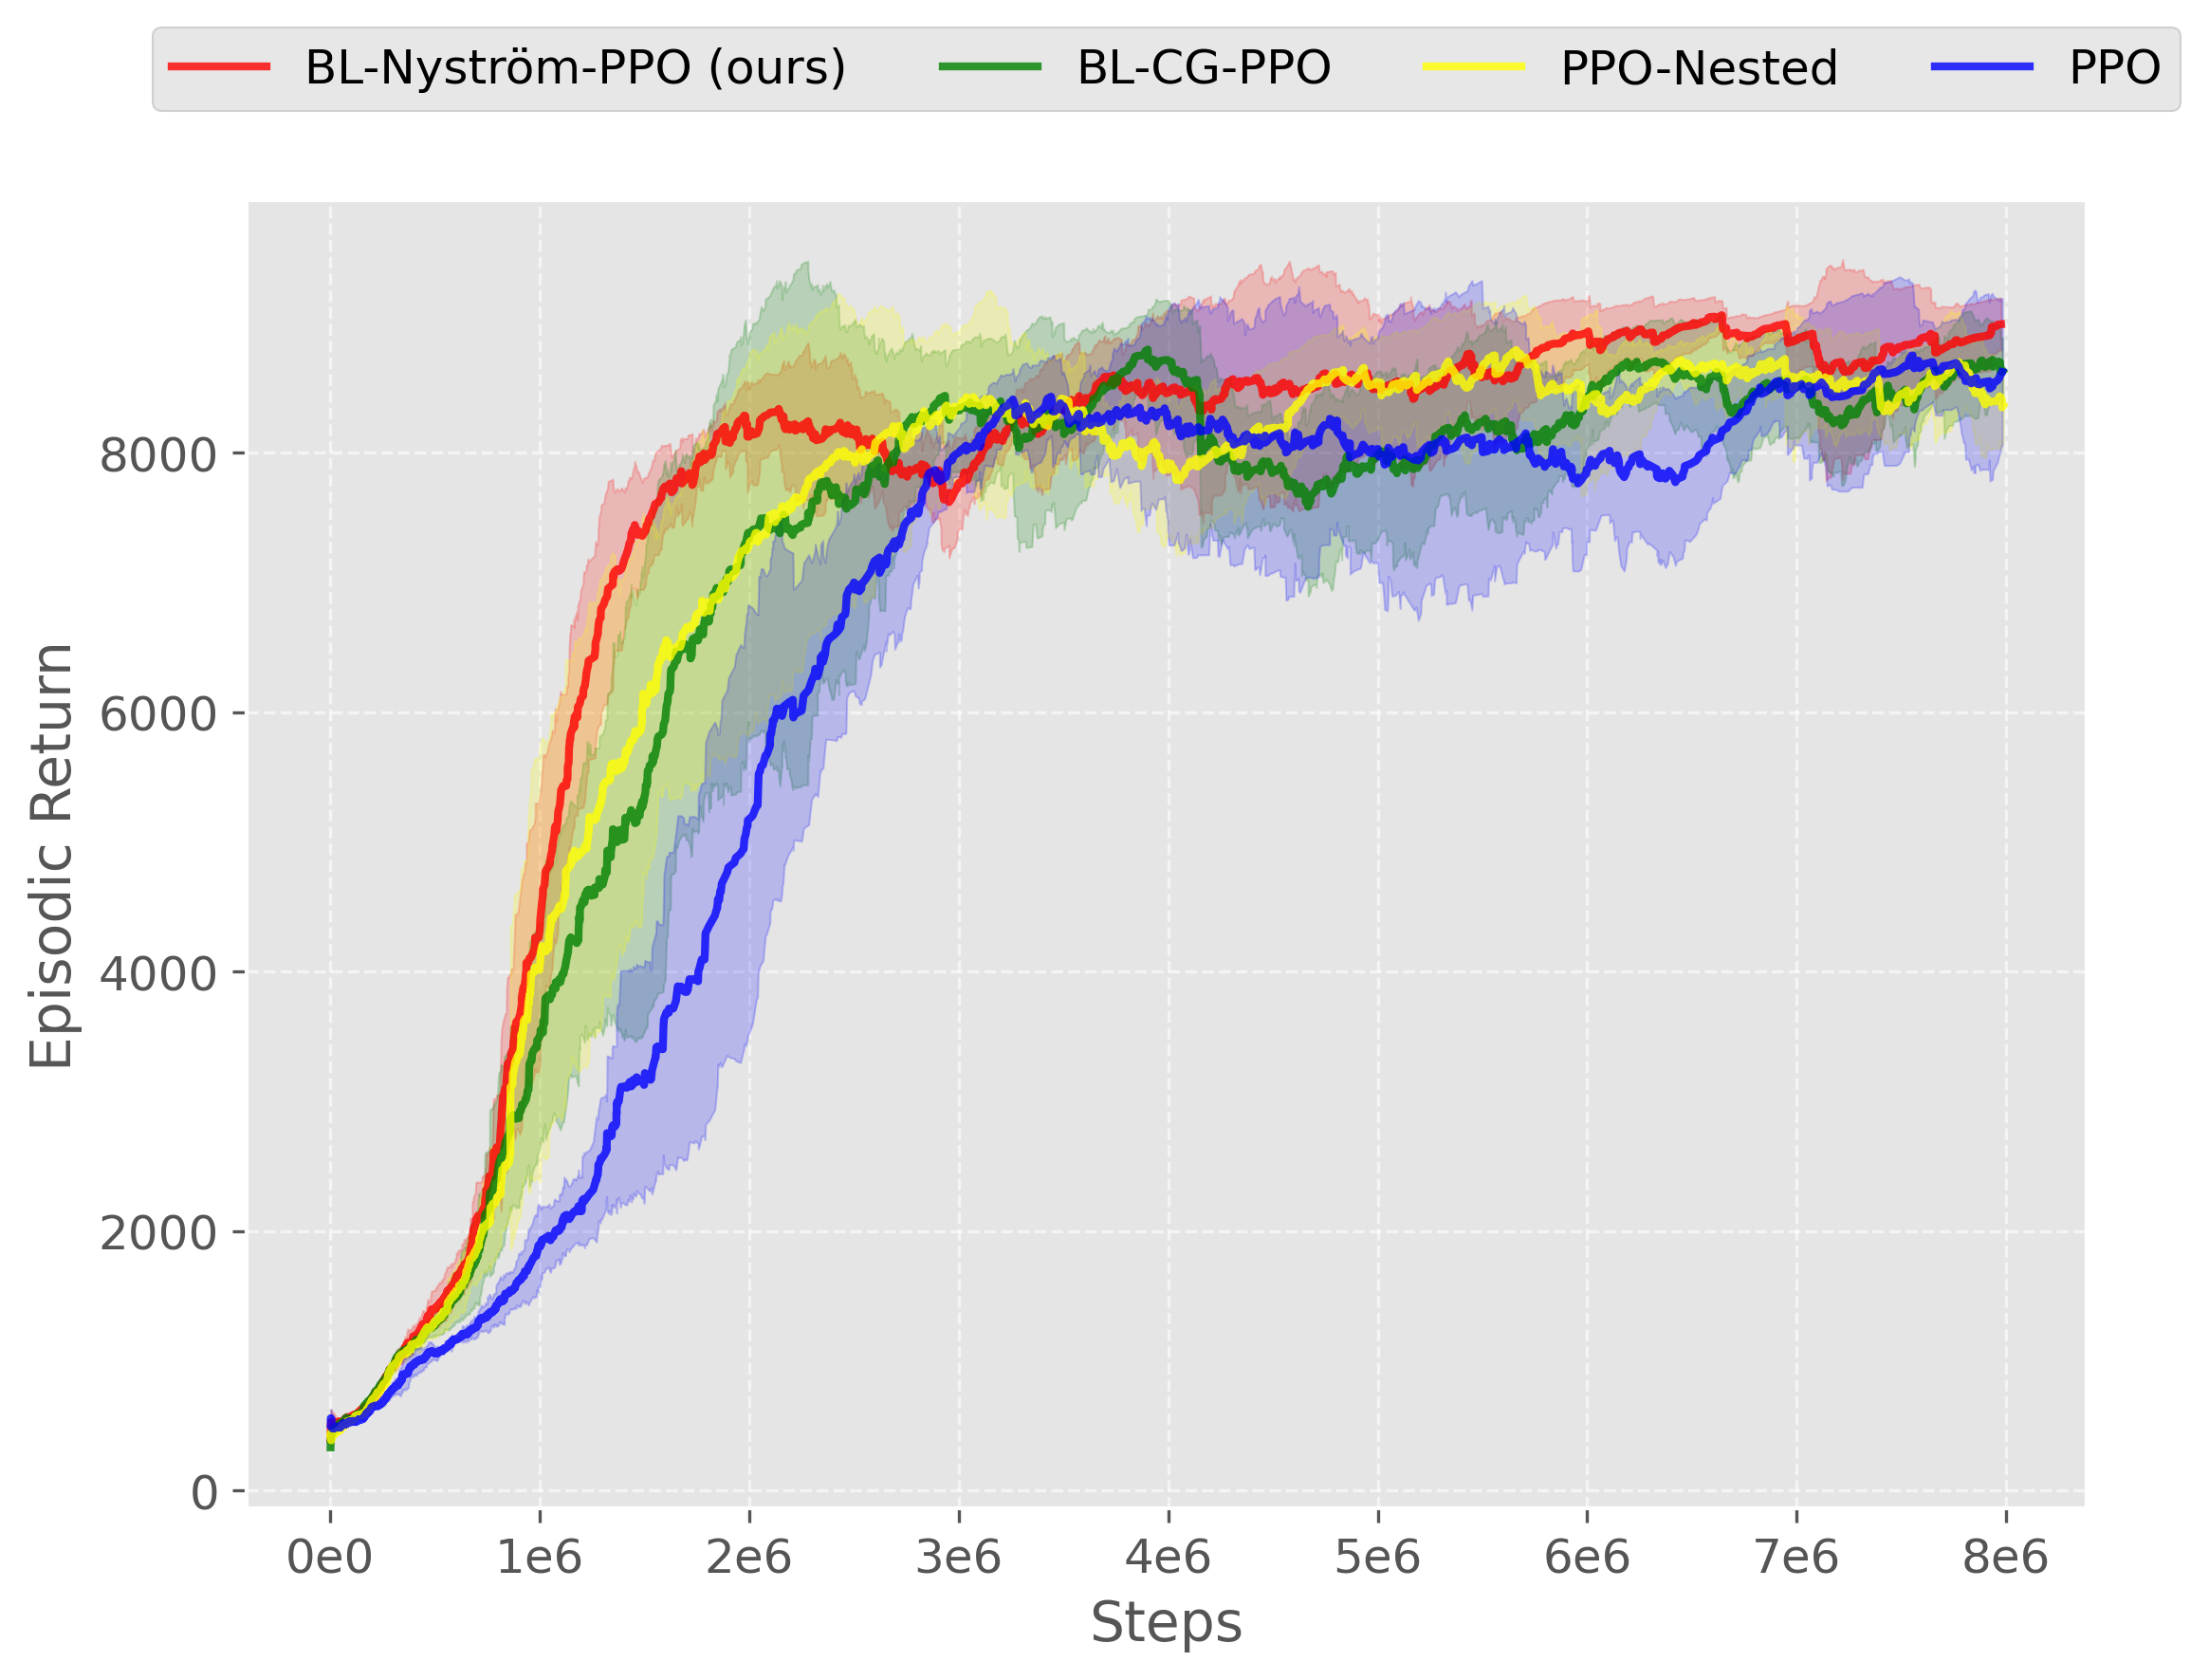 BL-Nyström-PPO (ours) BL-CG-PPO PPO-Nested PPO
Episodic Return
8000
6000
4000
2000
0
0e0 1e6 2e6 3e6 4e6 5e6 6e6 7e6 8e6
Steps